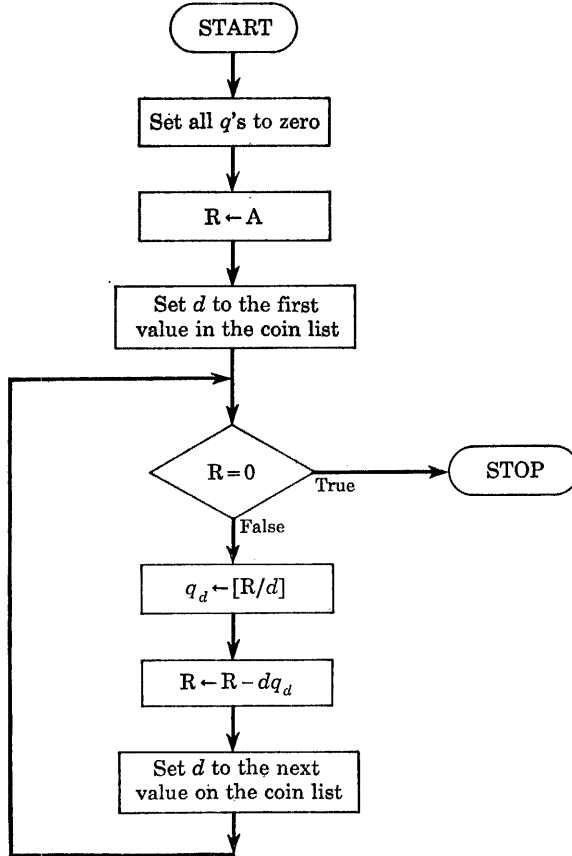 START
Set all q's to zero
R ← A
Set d to the first
value in the coin list
R = 0
True
STOP
False
q_d ← [R/d]
R ← R − dq_d
Set d to the next
value on the coin list